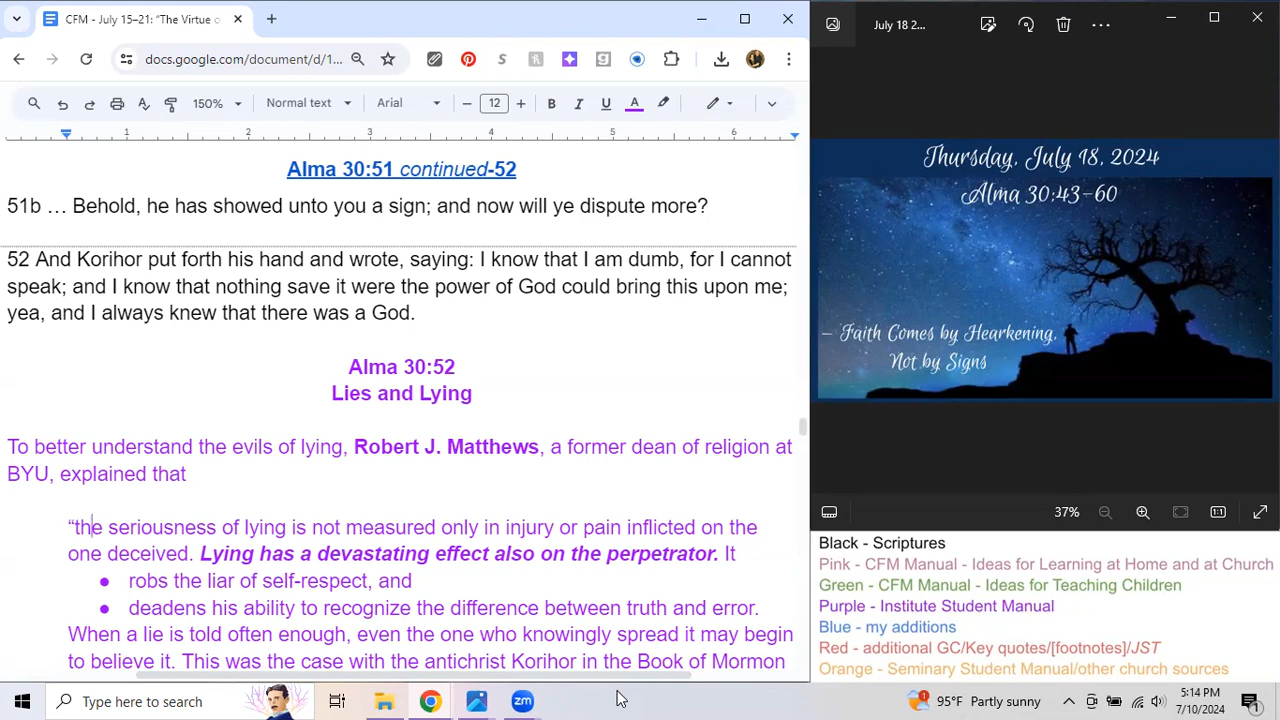 CFM - July 15–21: “The Virtue o
docs.google.com/document/d/1...
150%
Normal text
Arial
12
B I U A
1 2 3 4 5 6
Alma 30:51 continued-52
51b … Behold, he has showed unto you a sign; and now will ye dispute more?
52 And Korihor put forth his hand and wrote, saying: I know that I am dumb, for I cannot
speak; and I know that nothing save it were the power of God could bring this upon me;
yea, and I always knew that there was a God.
Alma 30:52
Lies and Lying
To better understand the evils of lying, Robert J. Matthews, a former dean of religion at
BYU, explained that
“the seriousness of lying is not measured only in injury or pain inflicted on the
one deceived. Lying has a devastating effect also on the perpetrator. It
● robs the liar of self-respect, and
● deadens his ability to recognize the difference between truth and error.
When a lie is told often enough, even the one who knowingly spread it may begin
to believe it. This was the case with the antichrist Korihor in the Book of Mormon
July 18 2...
Thursday, July 18, 2024
Alma 30:43–60
– Faith Comes by Hearkening,
Not by Signs
37%
1:1
Black - Scriptures
Pink - CFM Manual - Ideas for Learning at Home and at Church
Green - CFM Manual - Ideas for Teaching Children
Purple - Institute Student Manual
Blue - my additions
Red - additional GC/Key quotes/[footnotes]/JST
Orange - Seminary Student Manual/other church sources
Type here to search
zm
1
95°F Partly sunny
5:14 PM
7/10/2024
1